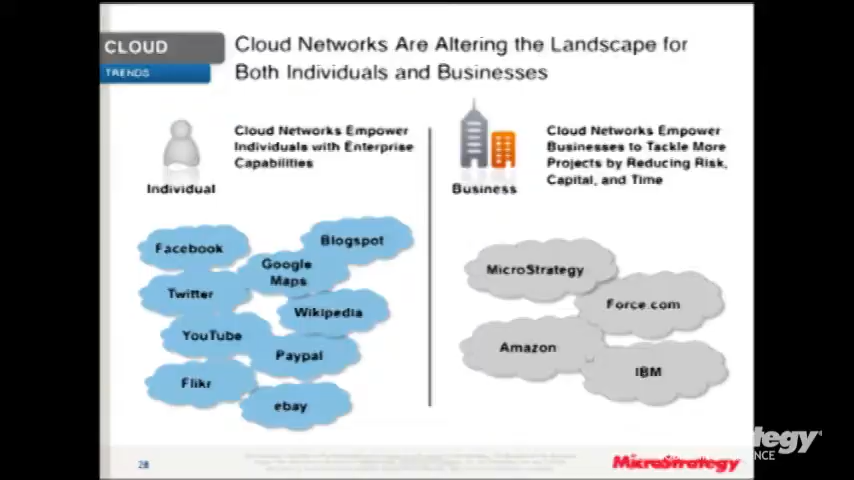 CLOUD
TRENDS
Cloud Networks Are Altering the Landscape for
Both Individuals and Businesses
Individual
Cloud Networks Empower
Individuals with Enterprise
Capabilities
Business
Cloud Networks Empower
Businesses to Tackle More
Projects by Reducing Risk,
Capital, and Time
Facebook
Blogspot
Google
Maps
Twitter
Wikipedia
YouTube
Paypal
Flikr
ebay
MicroStrategy
Force.com
Amazon
IBM
28
MicroStrategy